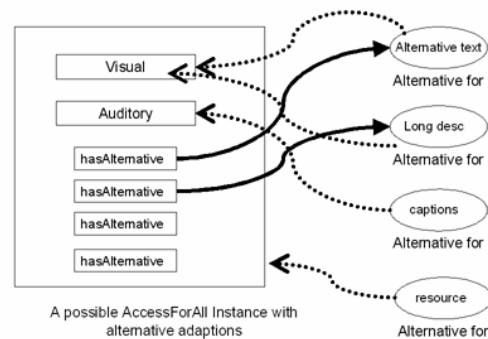 Visual
Auditory
hasAlternative
hasAlternative
hasAlternative
hasAlternative
A possible AccessForAll Instance with
alternative adaptions
Alternative text
Alternative for
Long desc
Alternative for
captions
Alternative for
resource
Alternative for